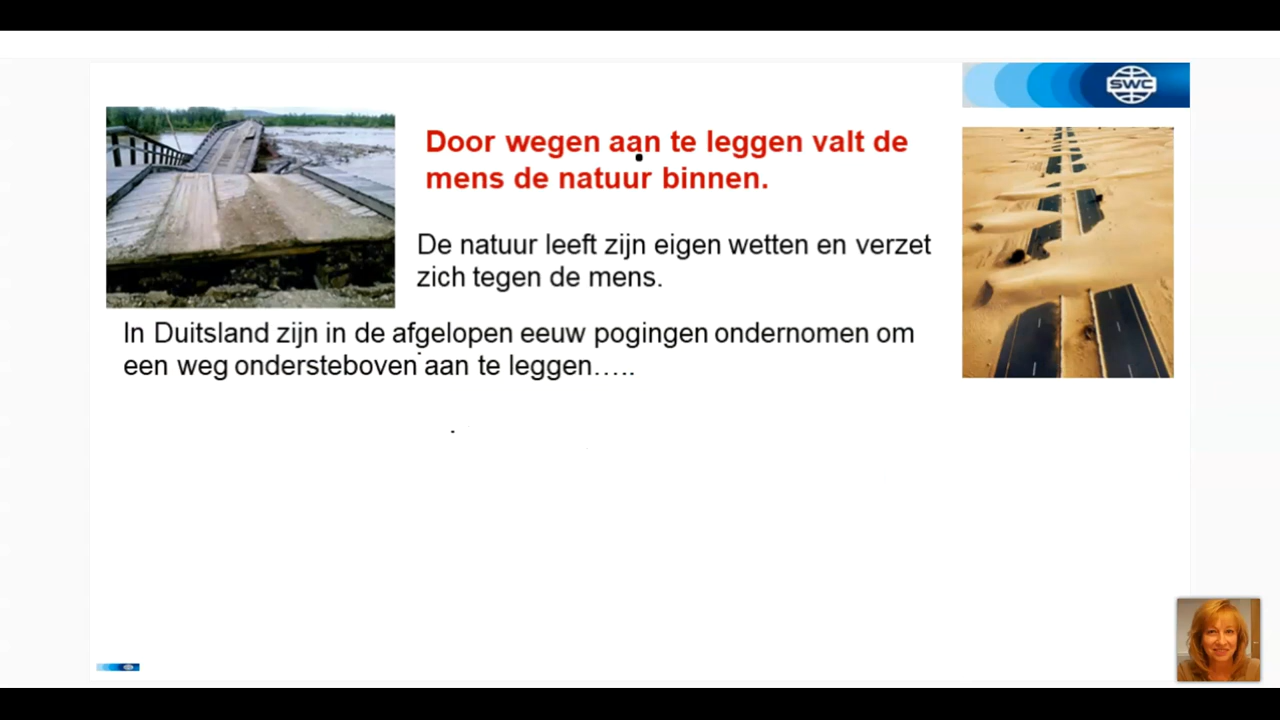 SWC
Door wegen aan te leggen valt de
mens de natuur binnen.
De natuur leeft zijn eigen wetten en verzet
zich tegen de mens.
In Duitsland zijn in de afgelopen eeuw pogingen ondernomen om
een weg ondersteboven aan te leggen…..